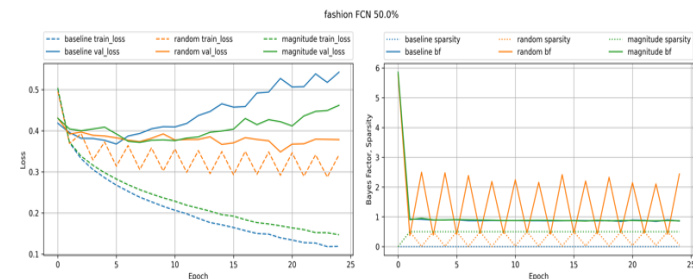 fashion FCN 50.0%
baseline train_loss random train_loss magnitude train_loss
baseline val_loss random val_loss magnitude val_loss
baseline sparsity random sparsity magnitude sparsity
baseline bf random bf magnitude bf
Loss
0.5
0.4
0.3
0.2
0.1
0 5 10 15 20 25
Epoch
Bayes Factor, Sparsity
6
5
4
3
2
1
0
0 5 10 15 20 25
Epoch